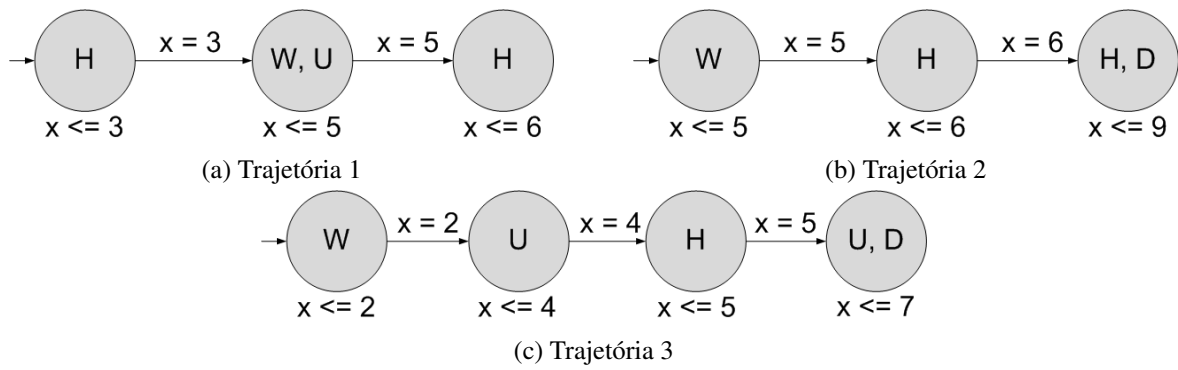 H x = 3 W, U x = 5 H
x <= 3 x <= 5 x <= 6
(a) Trajetória 1
W x = 5 H x = 6 H, D
x <= 5 x <= 6 x <= 9
(b) Trajetória 2
W x = 2 U x = 4 H x = 5 U, D
x <= 2 x <= 4 x <= 5 x <= 7
(c) Trajetória 3